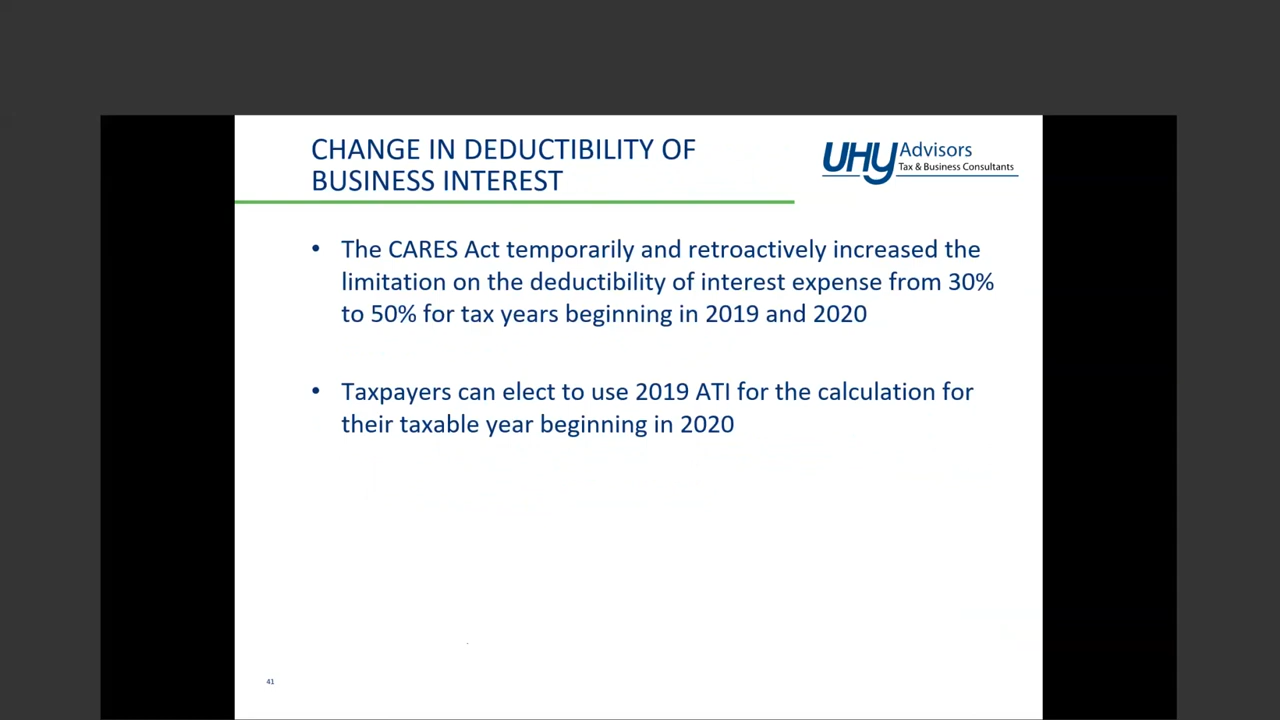 CHANGE IN DEDUCTIBILITY OF
BUSINESS INTEREST
UHY Advisors
Tax & Business Consultants
• The CARES Act temporarily and retroactively increased the
limitation on the deductibility of interest expense from 30%
to 50% for tax years beginning in 2019 and 2020
• Taxpayers can elect to use 2019 ATI for the calculation for
their taxable year beginning in 2020
41